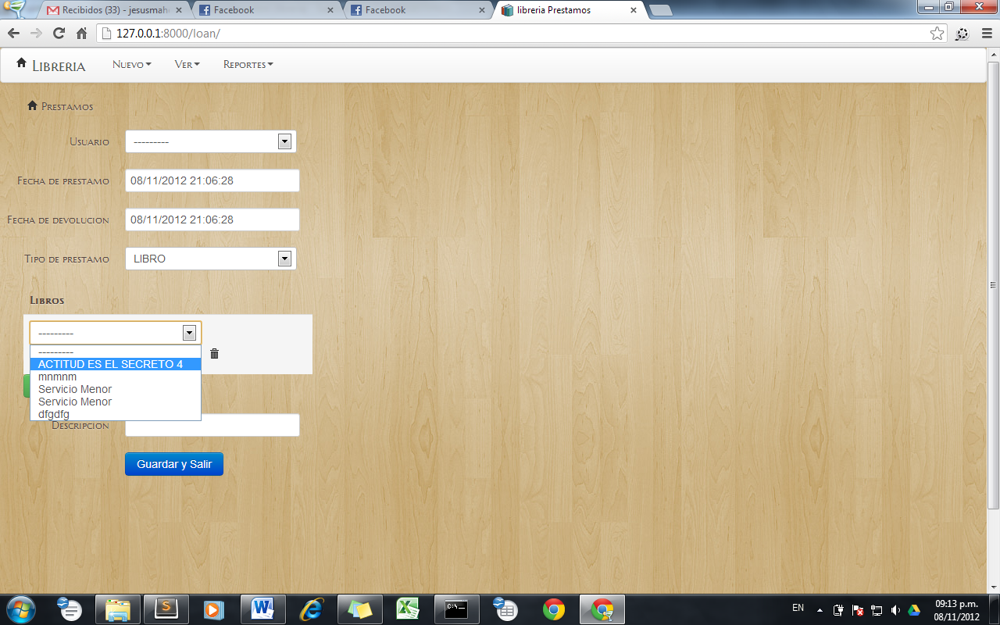 Recibidos (33) - jesusmah
Facebook
Facebook
libreria Prestamos
127.0.0.1:8000/loan/
Libreria Nuevo Ver Reportes
Prestamos
Usuario ---------
Fecha de prestamo 08/11/2012 21:06:28
Fecha de devolucion 08/11/2012 21:06:28
Tipo de prestamo LIBRO
Libros
---------
---------
ACTITUD ES EL SECRETO 4
mnmnm
Servicio Menor
Servicio Menor
dfgdfg
Descripcion
Guardar y Salir
EN
09:13 p.m.
08/11/2012